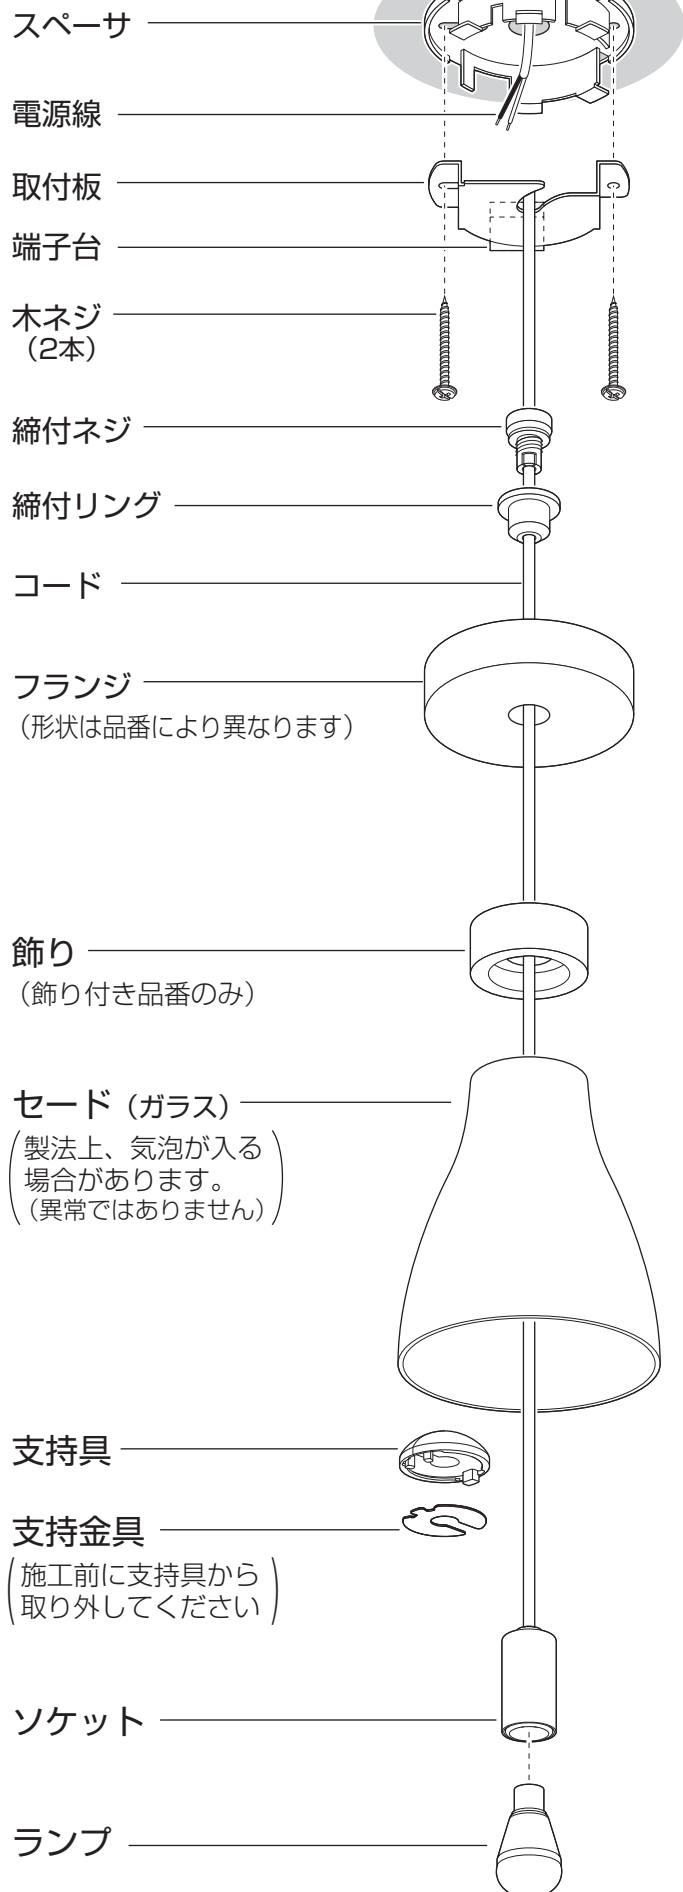 スペーサ
電源線
取付板
端子台
木ネジ
（2本）
締付ネジ
締付リング
コード
フランジ
（形状は品番により異なります）
飾り
（飾り付き品番のみ）
セード（ガラス）
製法上、気泡が入る
場合があります。
（異常ではありません）
支持具
支持金具
施工前に支持具から
取り外してください
ソケット
ランプ